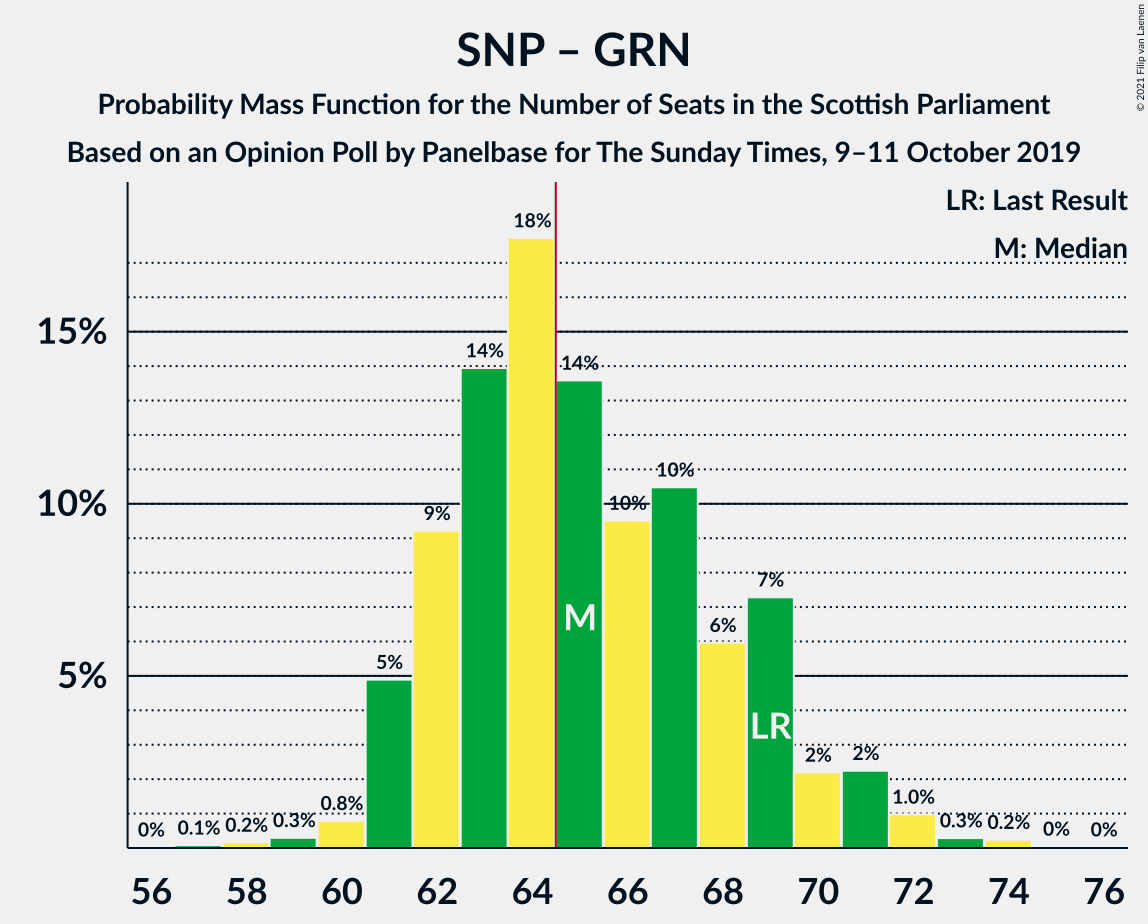 SNP – GRN
Probability Mass Function for the Number of Seats in the Scottish Parliament
Based on an Opinion Poll by Panelbase for The Sunday Times, 9–11 October 2019
© 2021 Filip van Laenen
LR: Last Result
M: Median
15%
10%
5%
0%
0.1%
0.2%
0.3%
0.8%
5%
9%
14%
18%
14%
10%
10%
6%
7%
2%
2%
1.0%
0.3%
0.2%
0%
0%
M
LR
56 58 60 62 64 66 68 70 72 74 76